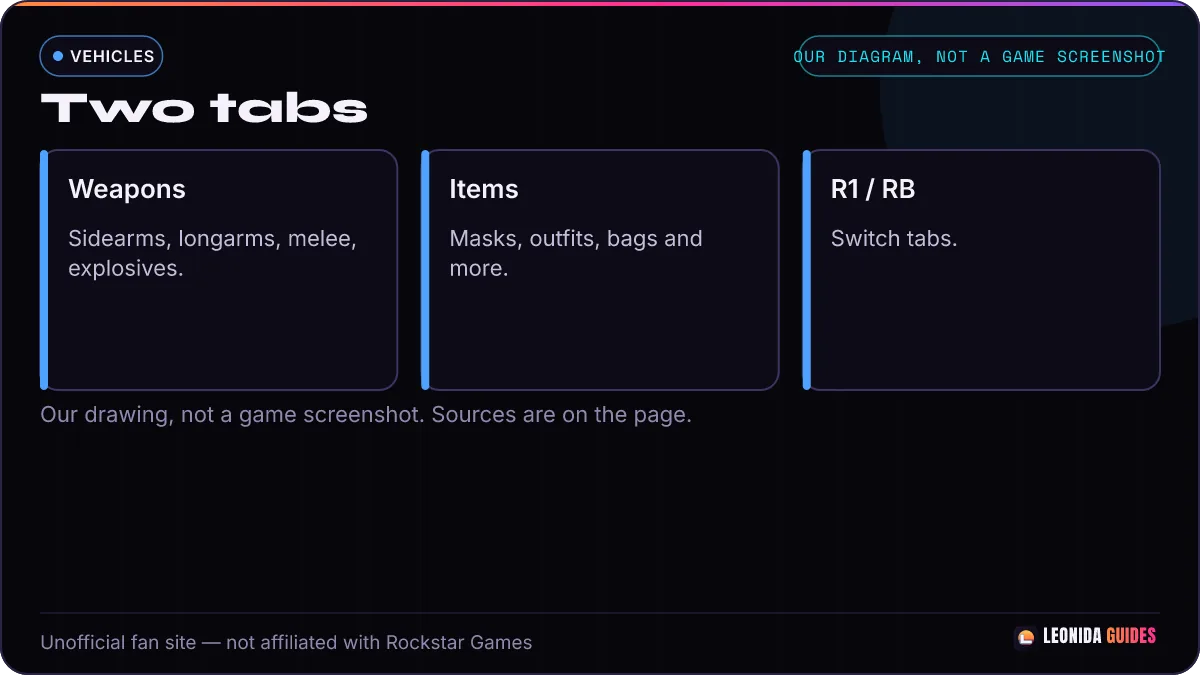 VEHICLES
OUR DIAGRAM, NOT A GAME SCREENSHOT
Two tabs
Weapons
Sidearms, longarms, melee,
explosives.
Items
Masks, outfits, bags and
more.
R1 / RB
Switch tabs.
Our drawing, not a game screenshot. Sources are on the page.
Unofficial fan site — not affiliated with Rockstar Games
LEONIDA GUIDES